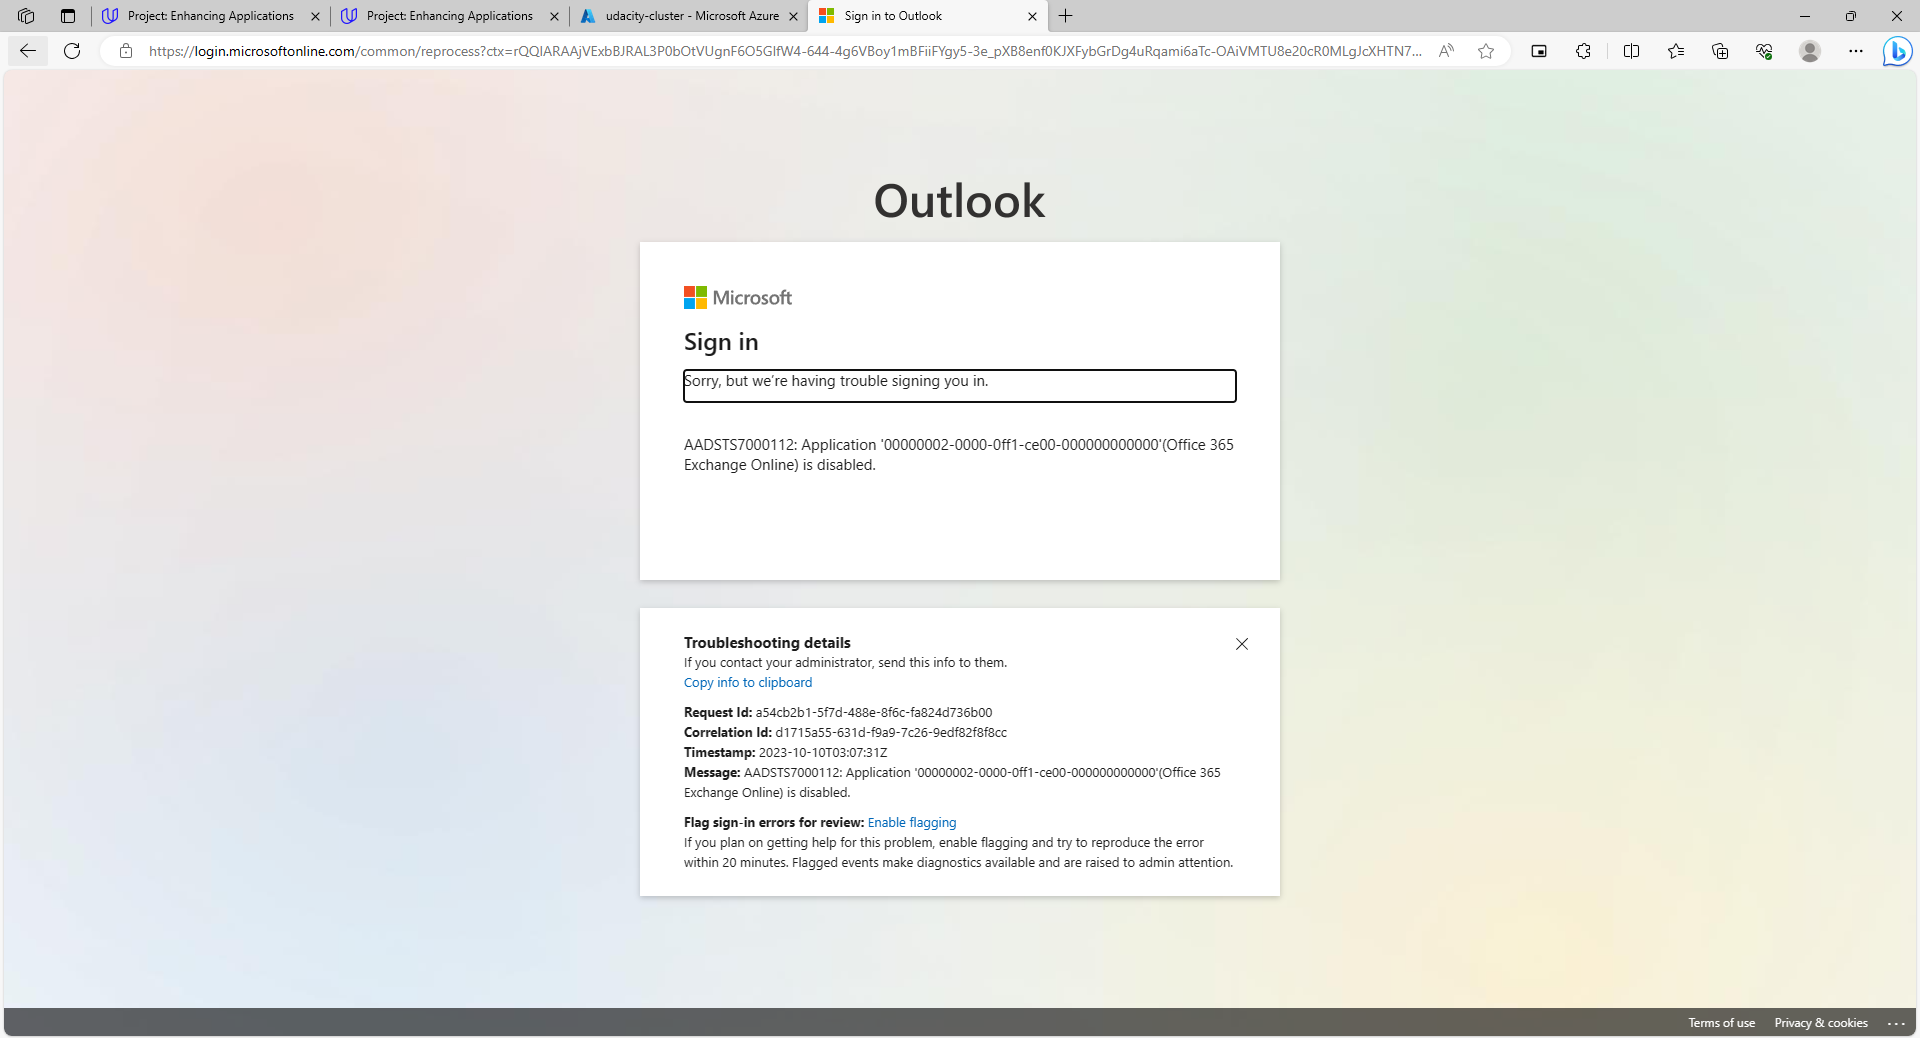 Project: Enhancing Applications
Project: Enhancing Applications
udacity-cluster - Microsoft Azure
Sign in to Outlook
https://login.microsoftonline.com/common/reprocess?ctx=rQQIARAAjVExbBJRAL3P0bOtVUgnF6O5GIfW4-644-4g6VBoy1mBFiiFYgy5-3e_pXB8enf0KJXFybGrDg4uRqami6aTc-OAiVMTU8e20cR0MLgJcXHTN7...
Outlook
Microsoft
Sign in
Sorry, but we're having trouble signing you in.
AADSTS7000112: Application '00000002-0000-0ff1-ce00-000000000000'(Office 365
Exchange Online) is disabled.
Troubleshooting details
If you contact your administrator, send this info to them.
Copy info to clipboard
Request Id: a54cb2b1-5f7d-488e-8f6c-fa824d736b00
Correlation Id: d1715a55-631d-f9a9-7c26-9edf82f8f8cc
Timestamp: 2023-10-10T03:07:31Z
Message: AADSTS7000112: Application '00000002-0000-0ff1-ce00-000000000000'(Office 365
Exchange Online) is disabled.
Flag sign-in errors for review: Enable flagging
If you plan on getting help for this problem, enable flagging and try to reproduce the error
within 20 minutes. Flagged events make diagnostics available and are raised to admin attention.
Terms of use Privacy & cookies ...